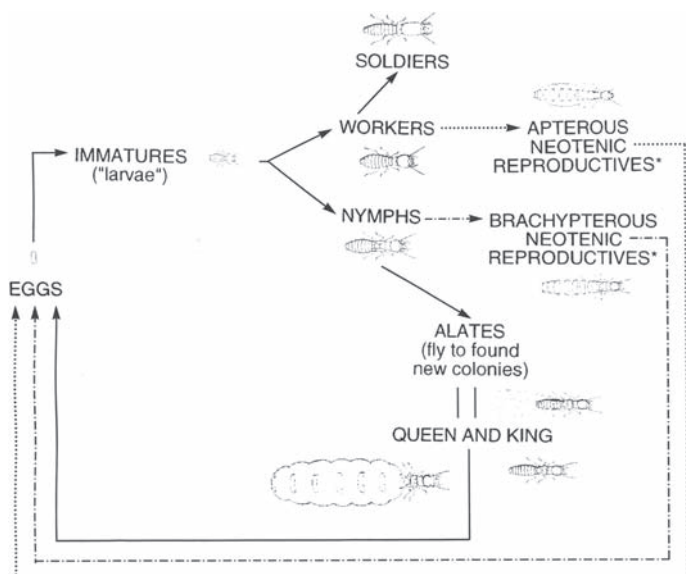 SOLDIERS
WORKERS
APTEROUS
NEOTENIC
REPRODUCTIVES*
IMMATURES
("larvae")
NYMPHS
BRACHYPTEROUS
NEOTENIC
REPRODUCTIVES*
EGGS
ALATES
(fly to found
new colonies)
QUEEN AND KING